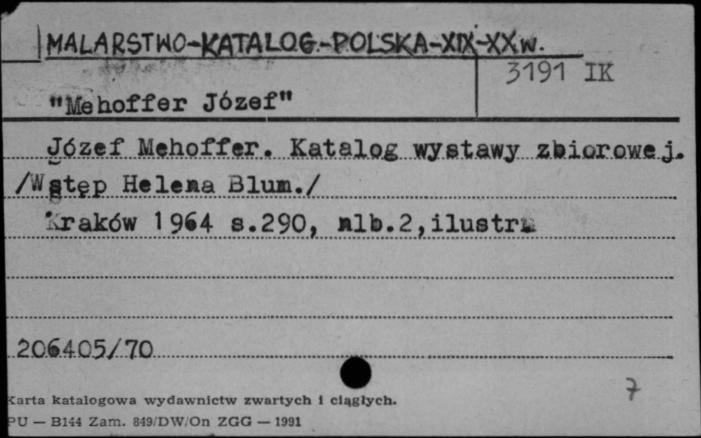 MALARSTWO-KATALOG.-POLSKA-XIX-XXw.
3191 IK
"Mehoffer Józef"
Józef Mehoffer. Katalog wystawy zbiorowej.
/Wstęp Helena Blum./
Kraków 1964 s.290, nlb.2,ilustr.
206405/70
7
Karta katalogowa wydawnictw zwartych i ciągłych.
PU — B144 Zam. 849/DW/On ZGG — 1991